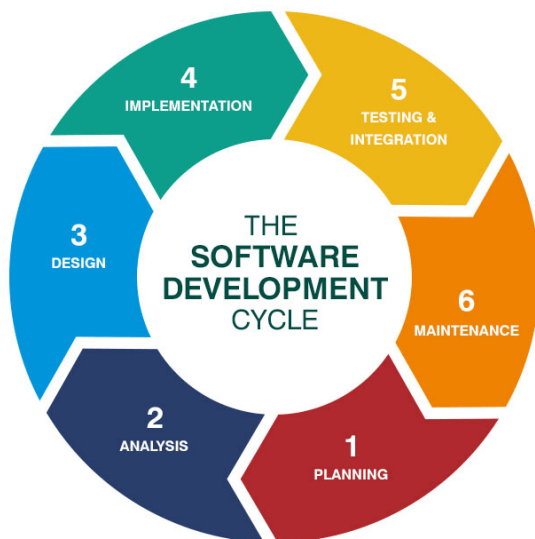 THE
SOFTWARE
DEVELOPMENT
CYCLE
1
PLANNING
2
ANALYSIS
3
DESIGN
4
IMPLEMENTATION
5
TESTING &
INTEGRATION
6
MAINTENANCE